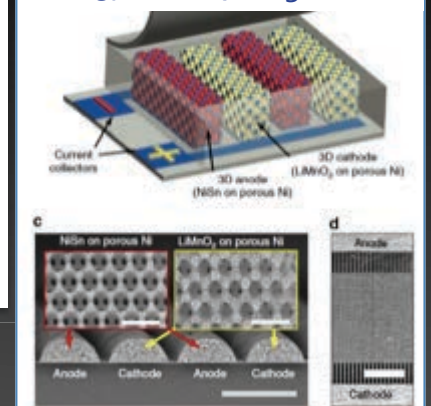 Current
collectors
3D anode
(NiSn on porous Ni)
3D cathode
(LiMnO₂ on porous Ni)
c
d
NiSn on porous Ni
LiMnO₂ on porous Ni
Anode
Cathode
Anode
Cathode
Anode
Cathode